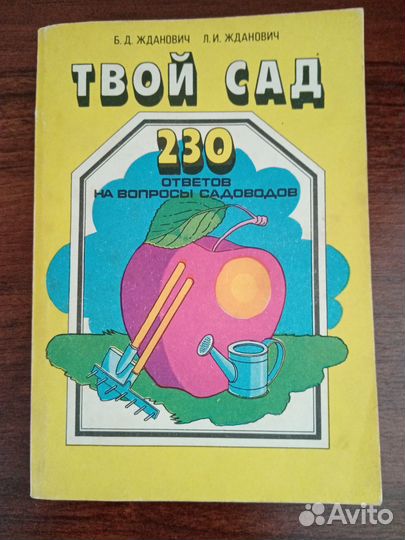 Б. Д. ЖДАНОВИЧ Л. И. ЖДАНОВИЧ
ТВОЙ САД
230
ОТВЕТОВ
НА ВОПРОСЫ САДОВОДОВ
Avito